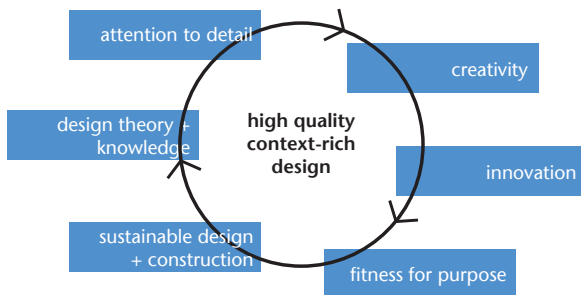 attention to detail
creativity
design theory +
knowledge
high quality
context-rich
design
innovation
sustainable design
+ construction
fitness for purpose